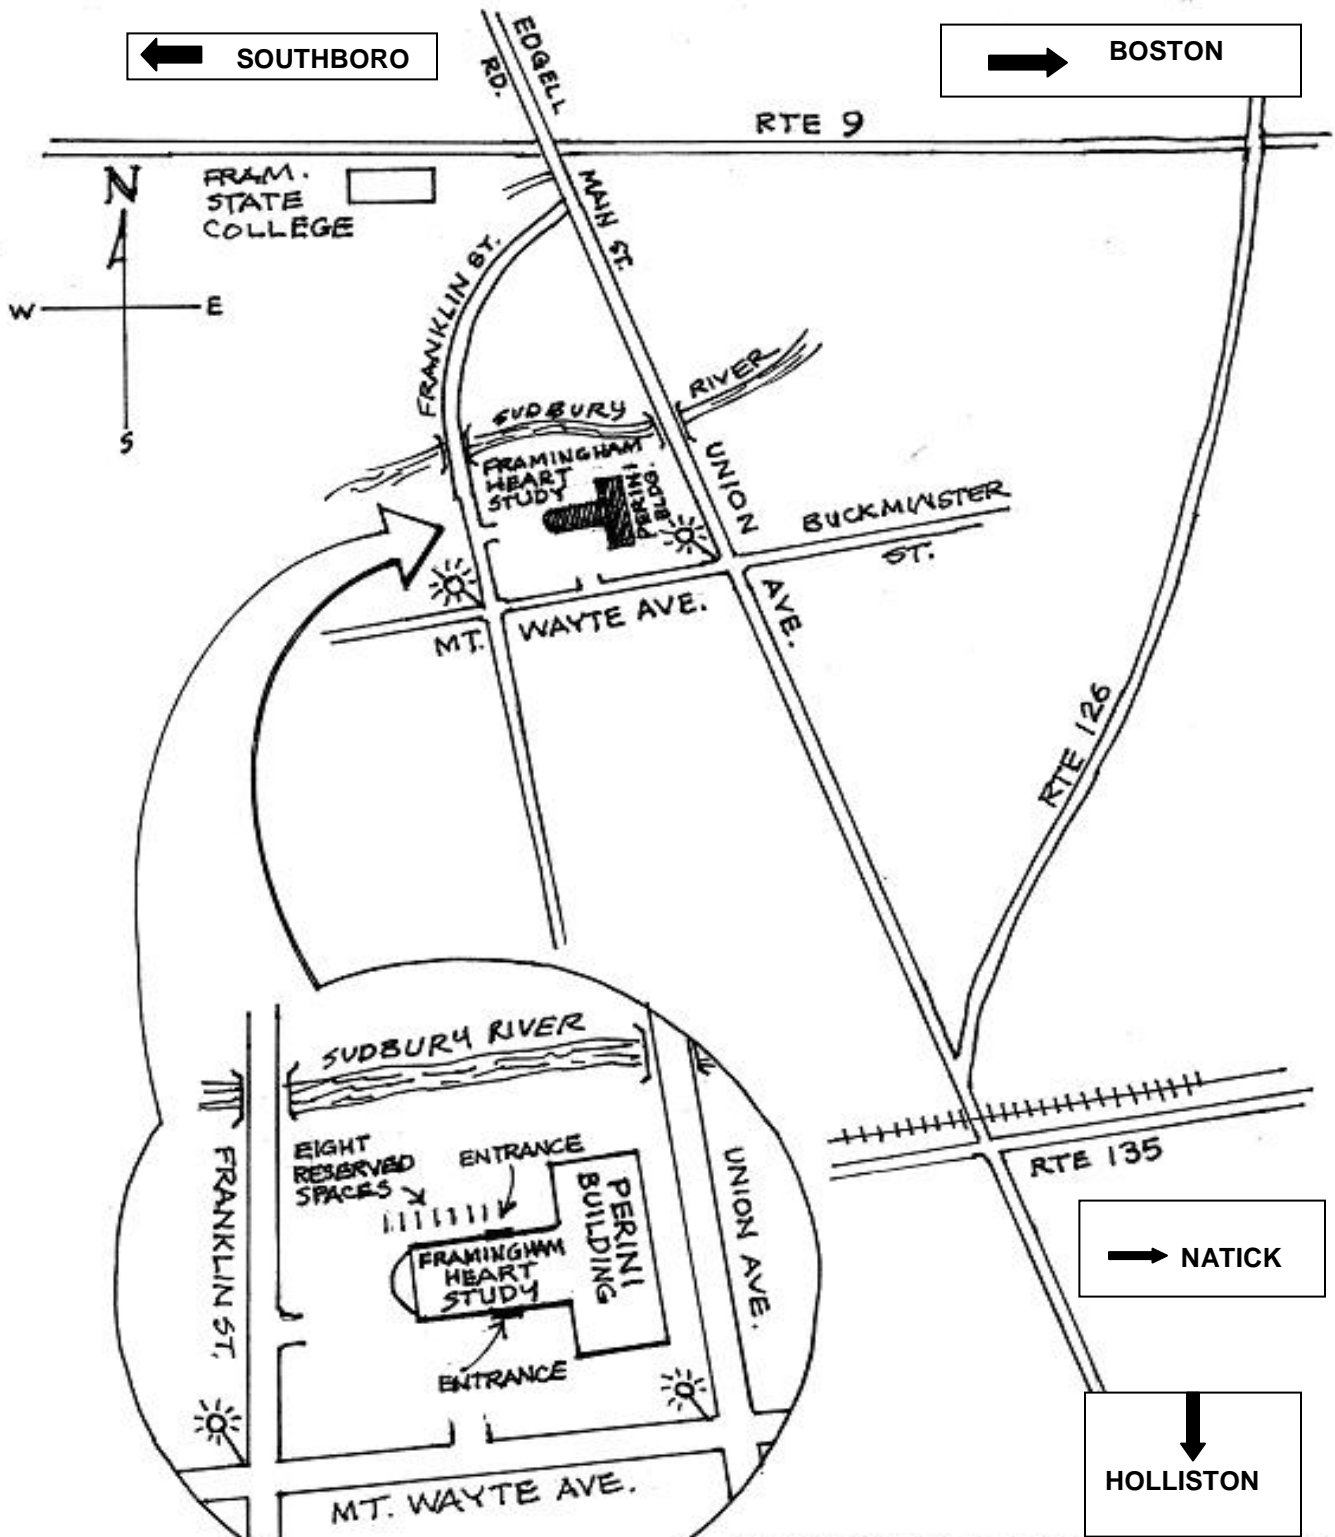 SOUTHBORO
BOSTON
EDGELL
RD.
RTE 9
N
W
E
S
FRAM.
STATE
COLLEGE
MAIN ST.
FRANKLIN ST.
SUDBURY
RIVER
FRAMINGHAM
HEART
STUDY
PERINI
BLDG.
UNION
AVE.
BUCKMINSTER
ST.
MT. WAYTE AVE.
RTE 126
SUDBURY RIVER
EIGHT
RESERVED
SPACES
ENTRANCE
FRANKLIN ST.
FRAMINGHAM
HEART
STUDY
PERINI
BUILDING
UNION AVE.
ENTRANCE
MT. WAYTE AVE.
RTE 135
NATICK
HOLLISTON